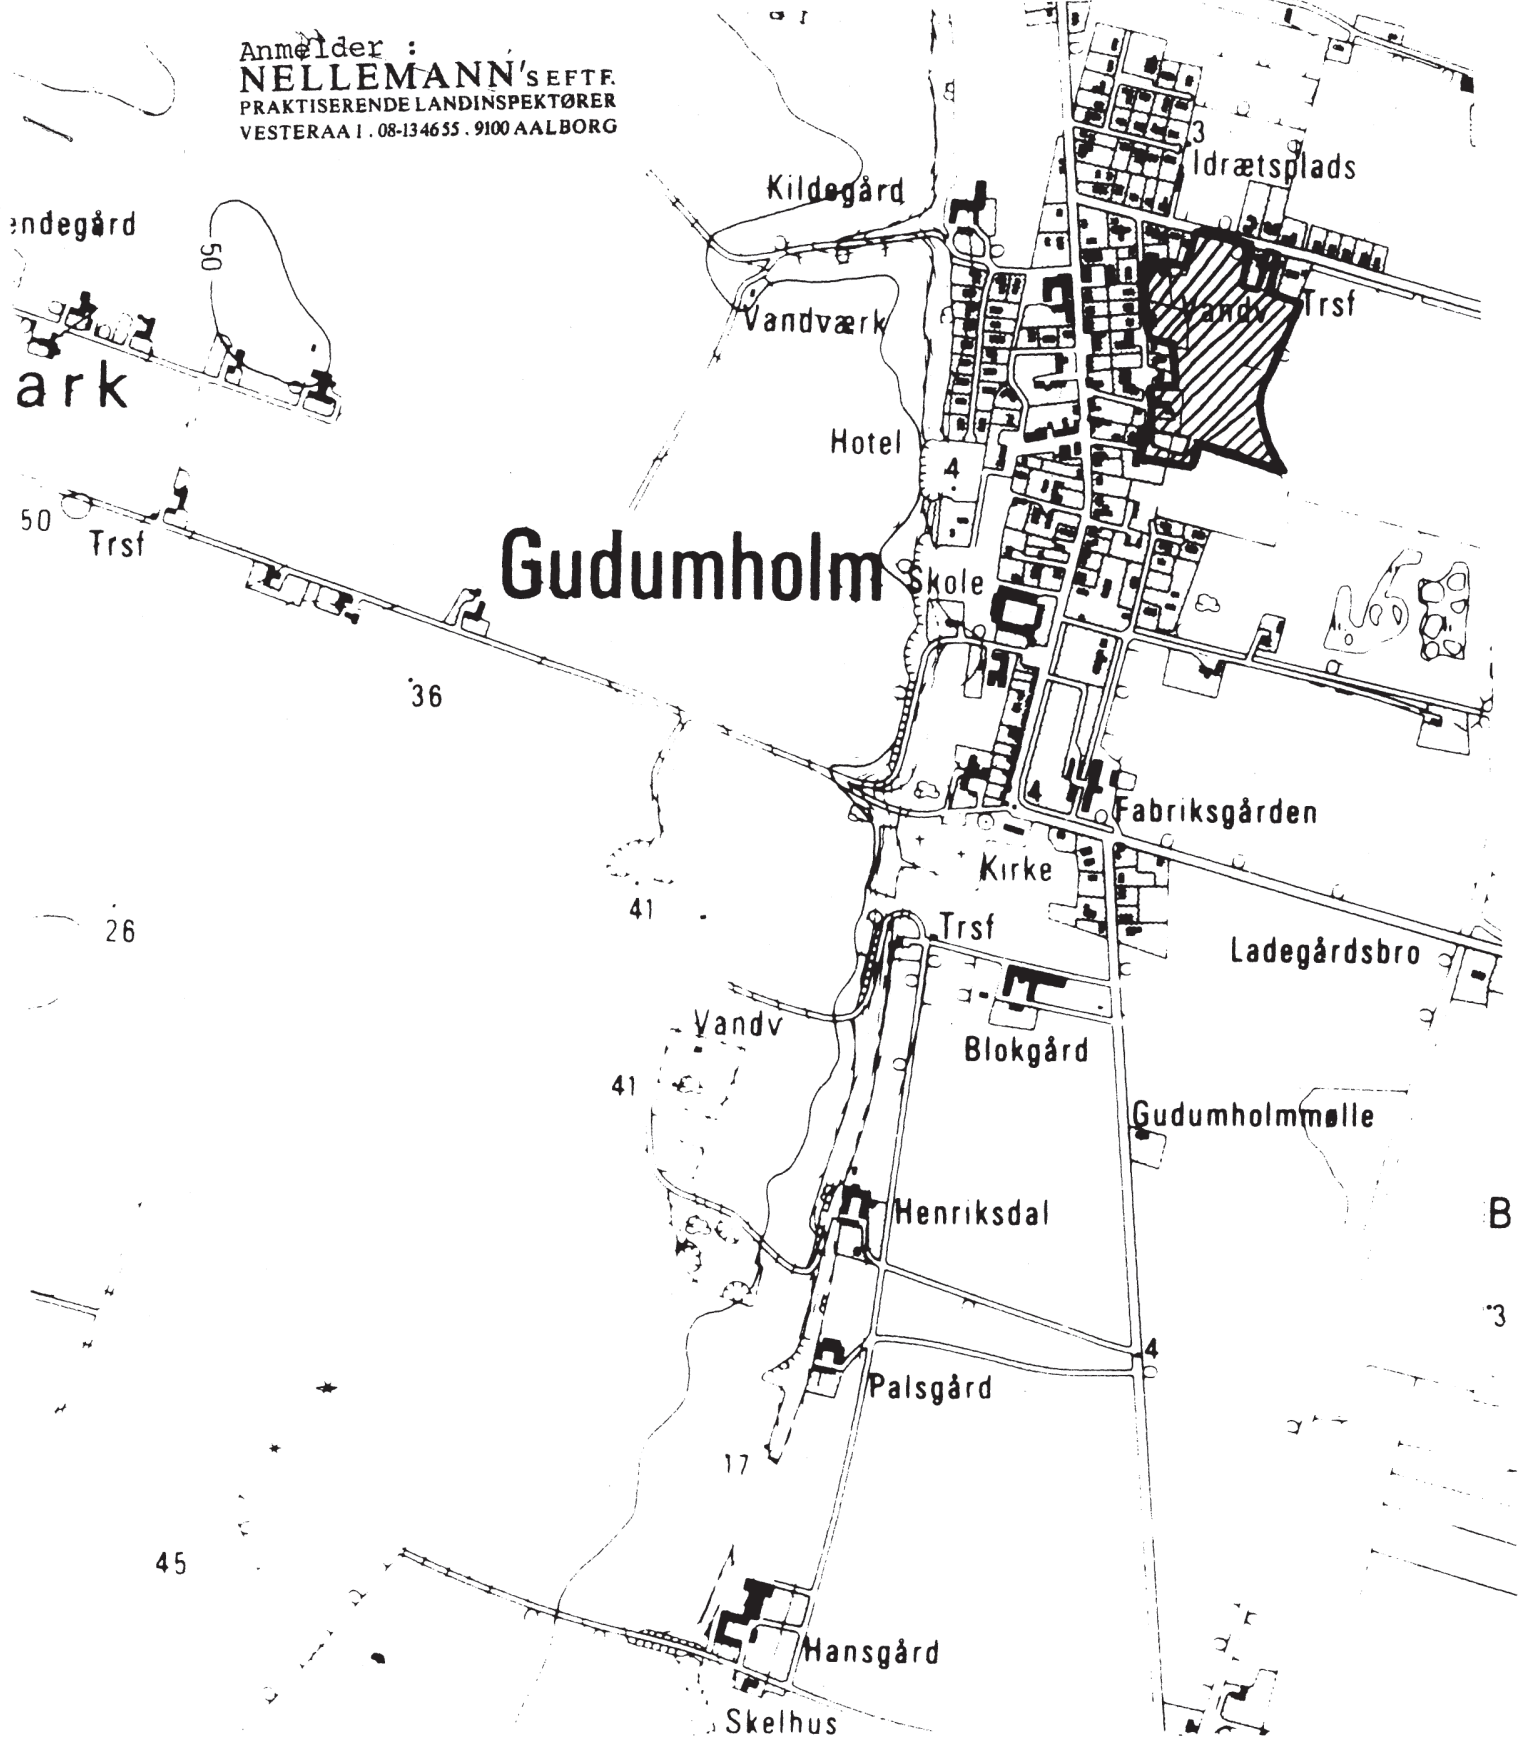 Anmelder :
NELLEMANN'S EFTF.
PRAKTISERENDE LANDINSPEKTØRER
VESTERAA 1 . 08-134655 . 9100 AALBORG
3
Idrætsplads
Kildegård
endegård
50
Vandværk
Vandv
Trsf
ark
Hotel
4
50
Trsf
Gudumholm
Skole
36
4
Fabriksgården
Kirke
41
26
Trsf
Ladegårdsbro
Vandv
Blokgård
41
Gudumholmmølle
Henriksdal
B
3
4
Palsgård
17
45
Hansgård
Skelhus